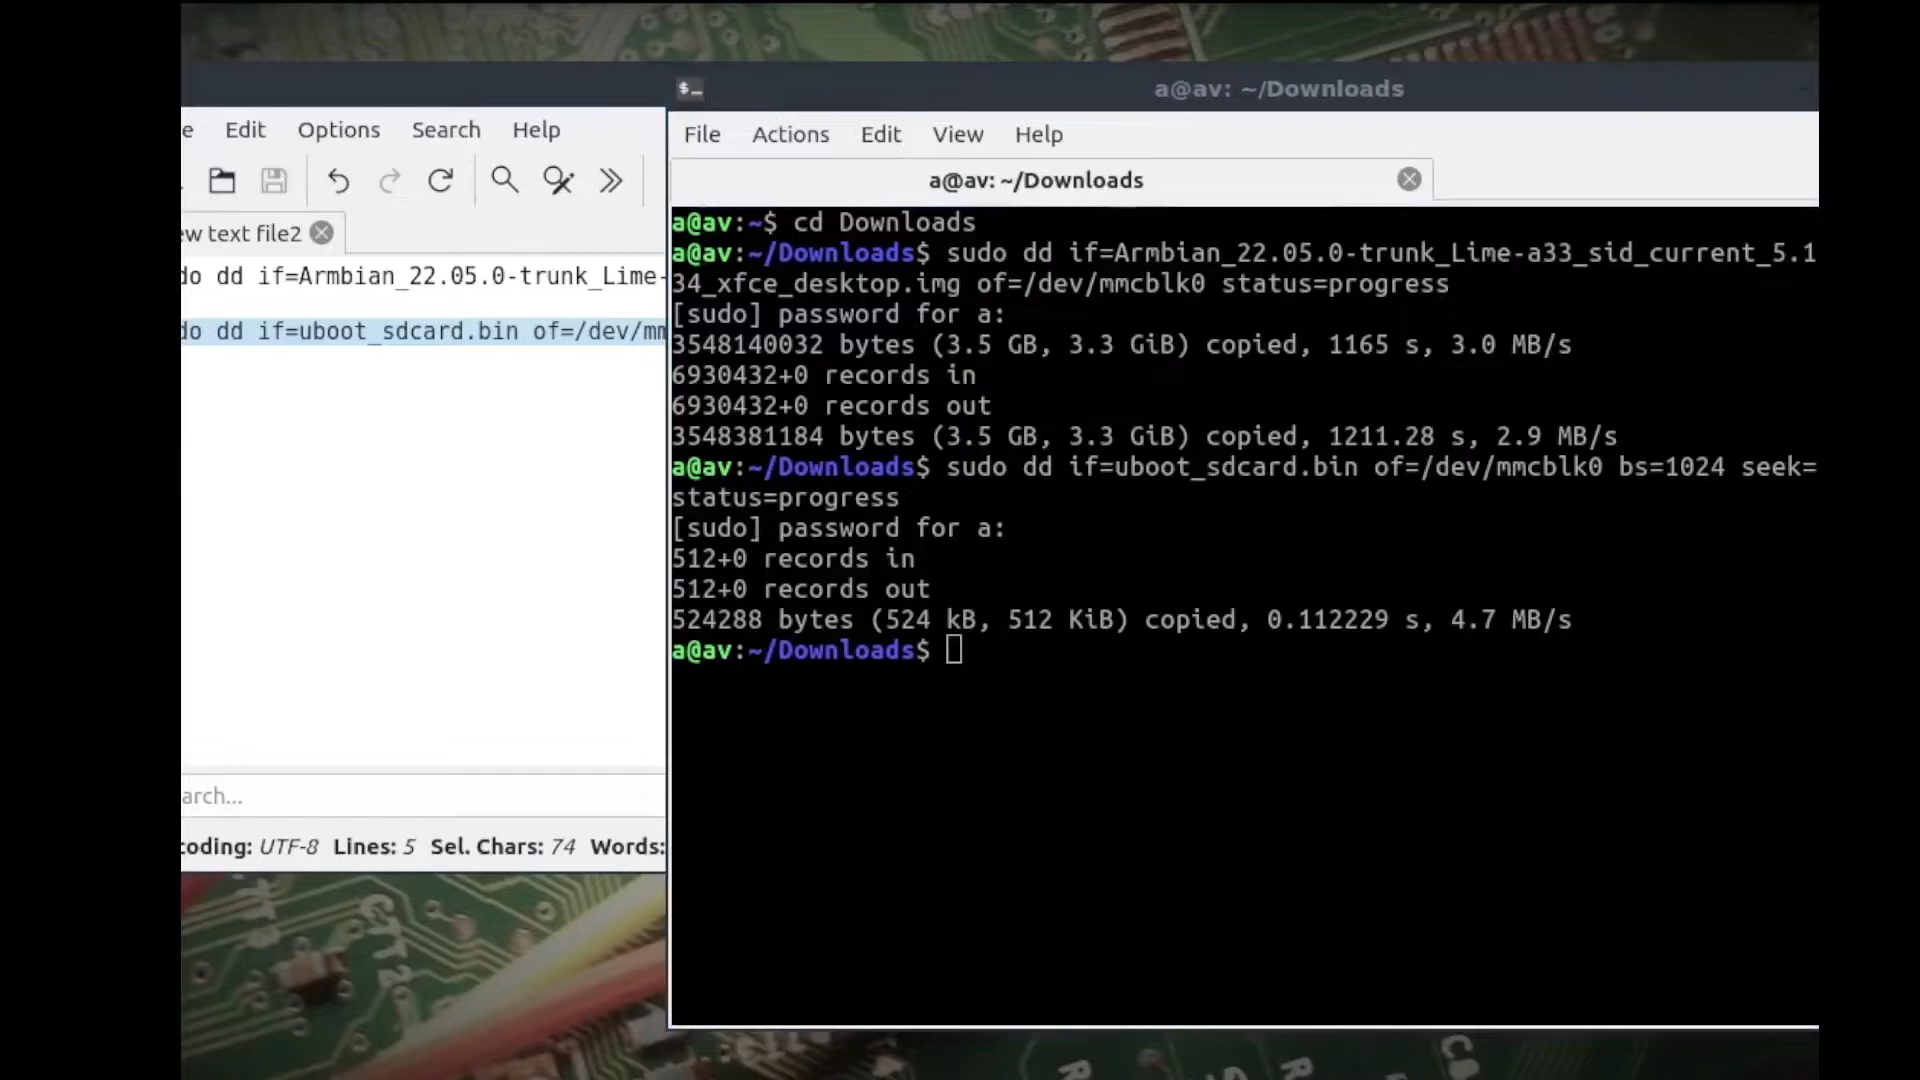 Edit Options Search Help
ew text file2
do dd if=Armbian_22.05.0-trunk_Lime-
do dd if=uboot_sdcard.bin of=/dev/mm
arch...
coding: UTF-8 Lines: 5 Sel. Chars: 74 Words:
$_
a@av: ~/Downloads
File Actions Edit View Help
a@av: ~/Downloads
a@av:~$ cd Downloads
a@av:~/Downloads$ sudo dd if=Armbian_22.05.0-trunk_Lime-a33_sid_current_5.1
34_xfce_desktop.img of=/dev/mmcblk0 status=progress
[sudo] password for a:
3548140032 bytes (3.5 GB, 3.3 GiB) copied, 1165 s, 3.0 MB/s
6930432+0 records in
6930432+0 records out
3548381184 bytes (3.5 GB, 3.3 GiB) copied, 1211.28 s, 2.9 MB/s
a@av:~/Downloads$ sudo dd if=uboot_sdcard.bin of=/dev/mmcblk0 bs=1024 seek=
status=progress
[sudo] password for a:
512+0 records in
512+0 records out
524288 bytes (524 kB, 512 KiB) copied, 0.112229 s, 4.7 MB/s
a@av:~/Downloads$